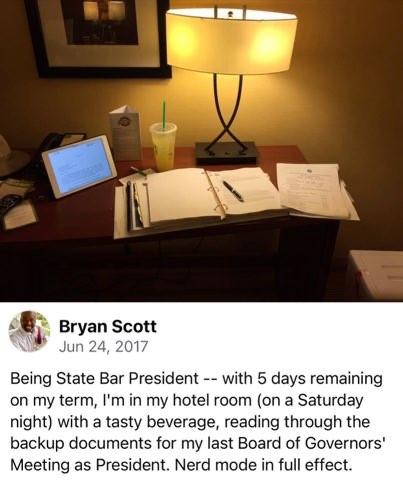 Bryan Scott
Jun 24, 2017
Being State Bar President -- with 5 days remaining
on my term, I'm in my hotel room (on a Saturday
night) with a tasty beverage, reading through the
backup documents for my last Board of Governors'
Meeting as President. Nerd mode in full effect.